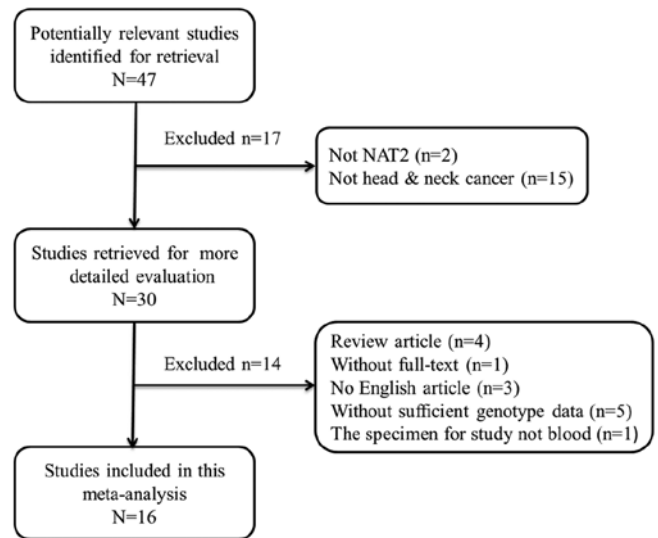 Potentially relevant studies
identified for retrieval
N=47
Excluded n=17
Not NAT2 (n=2)
Not head & neck cancer (n=15)
Studies retrieved for more
detailed evaluation
N=30
Excluded n=14
Review article (n=4)
Without full-text (n=1)
No English article (n=3)
Without sufficient genotype data (n=5)
The specimen for study not blood (n=1)
Studies included in this
meta-analysis
N=16